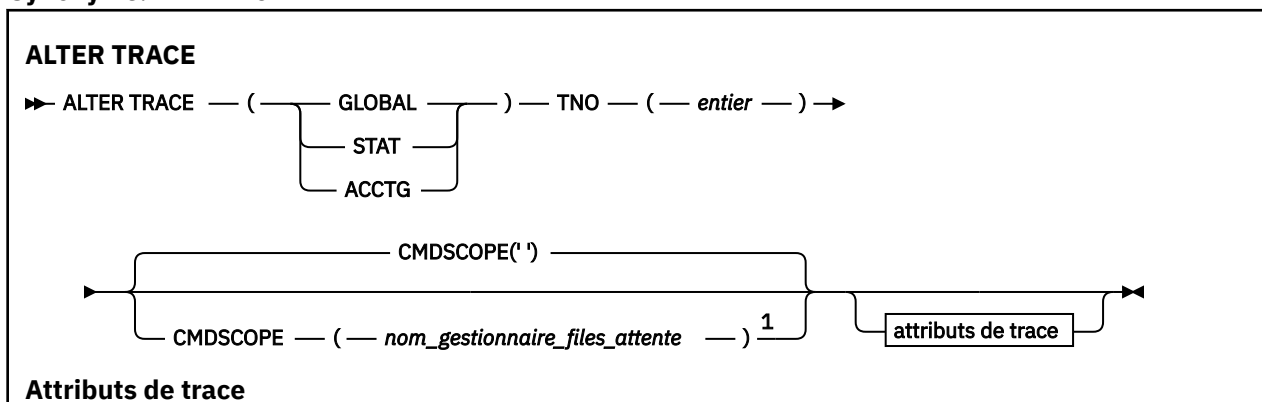 ALTER TRACE
ALTER TRACE ( GLOBAL ) TNO ( entier )
STAT
ACCTG
CMDSCOPE(' ')
CMDSCOPE ( nom_gestionnaire_files_attente ) 1
attributs de trace
Attributs de trace